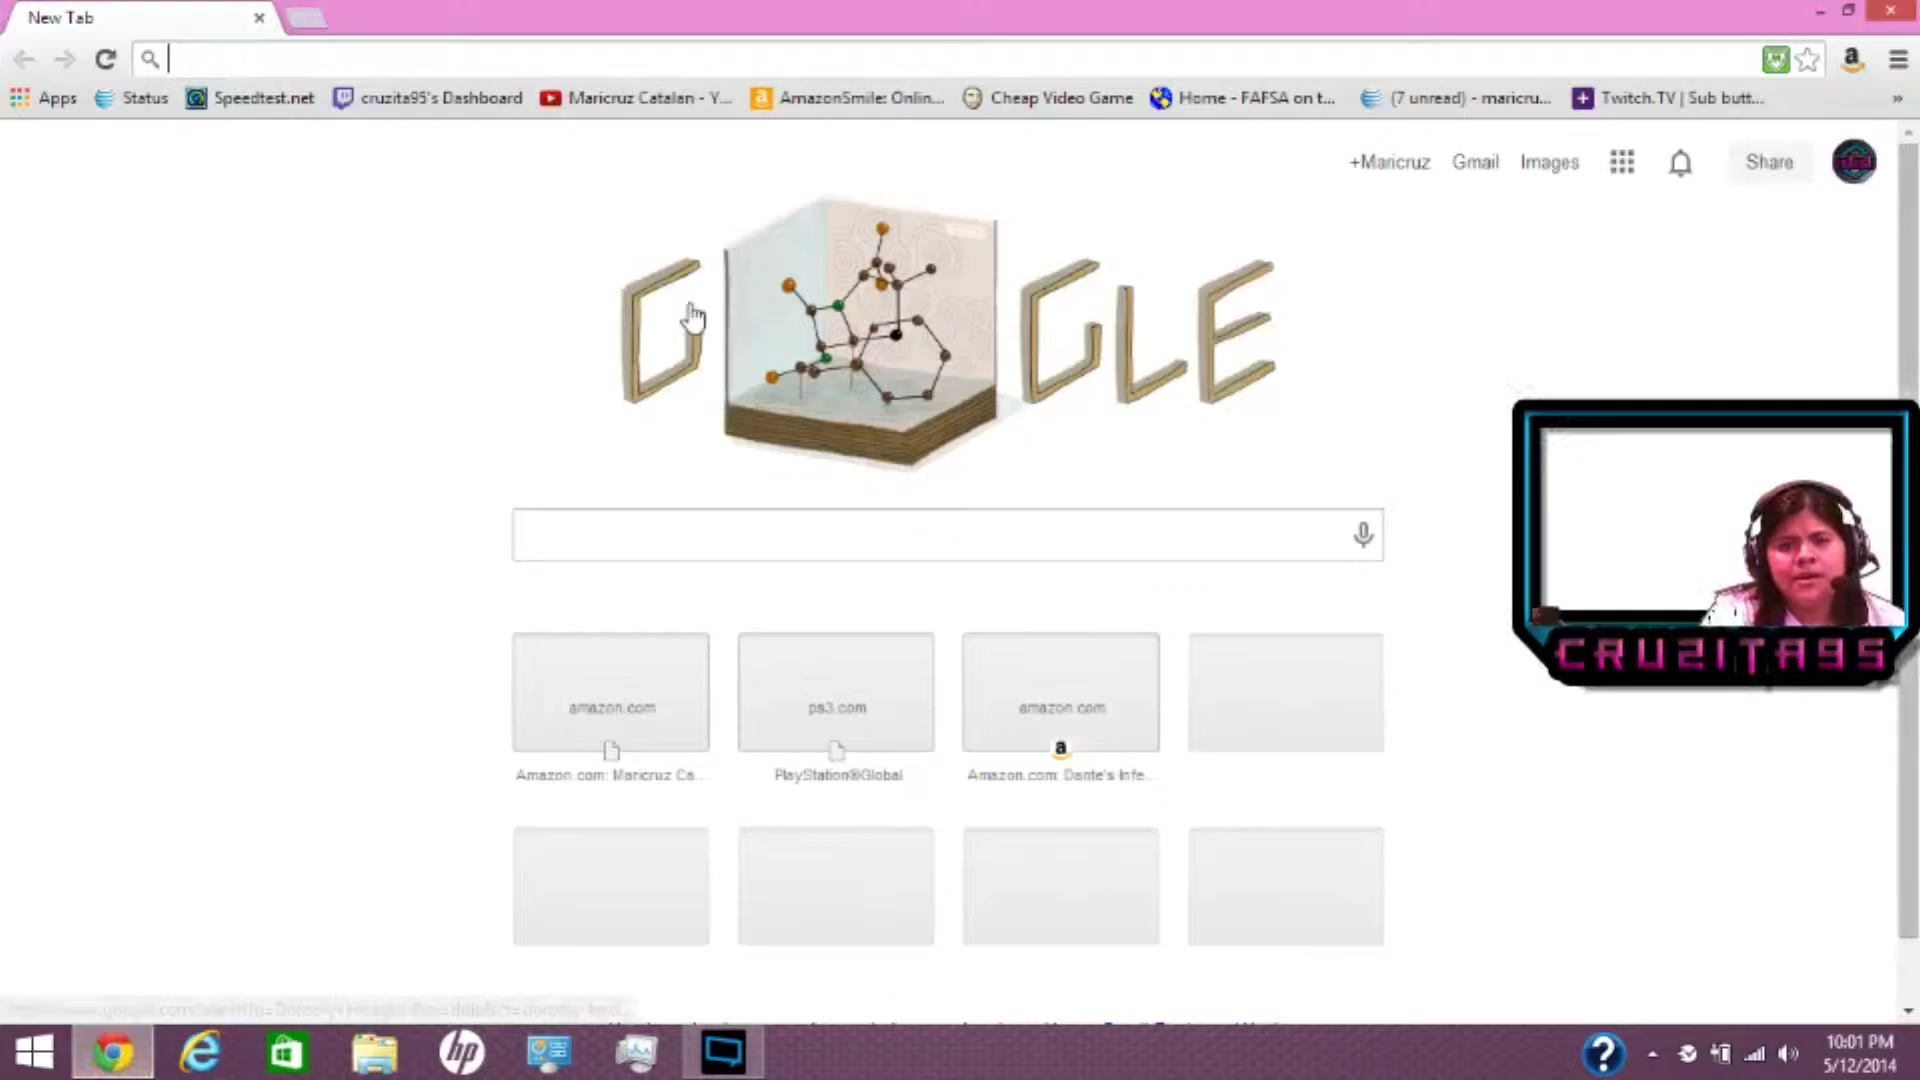 New Tab
Apps Status Speedtest.net cruzita95's Dashboard Maricruz Catalan - Y... AmazonSmile: Onlin... Cheap Video Game Home - FAFSA on t... (7 unread) - maricru... Twitch.TV | Sub butt... »
+Maricruz Gmail Images Share
G GLE
amazon.com ps3.com amazon.com
Amazon.com: Maricruz Ca... PlayStation®Global Amazon.com: Dante's Infe...
CRUZITA95
hp
10:01 PM
5/12/2014